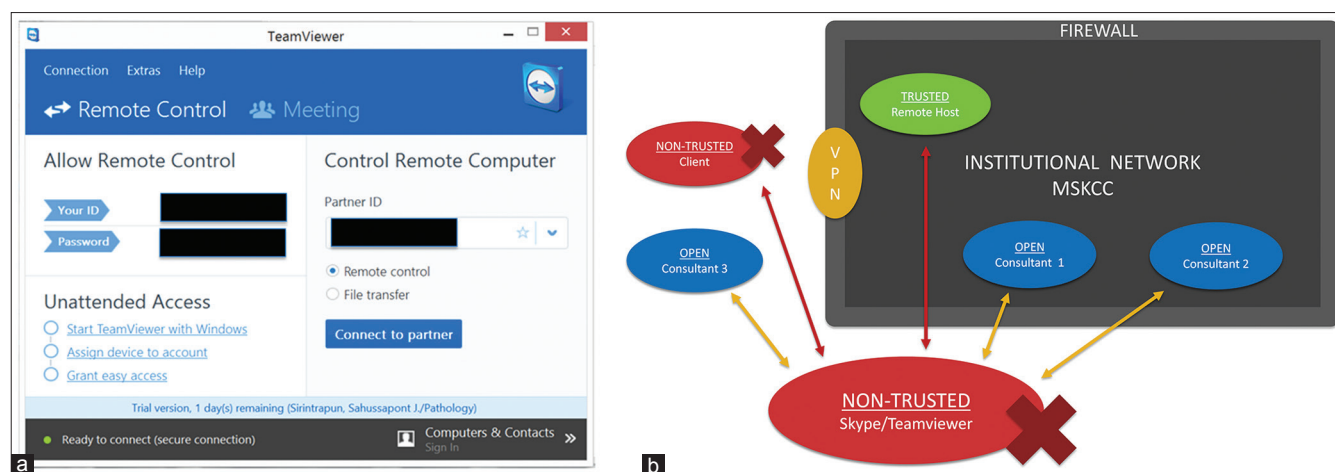 TeamViewer
Connection Extras Help
Remote Control Meeting
Allow Remote Control
Your ID
Password
Unattended Access
Start TeamViewer with Windows
Assign device to account
Grant easy access
Control Remote Computer
Partner ID
Remote control
File transfer
Connect to partner
Trial version, 1 day(s) remaining (Sirintrapun, Sahussapont J./Pathology)
Ready to connect (secure connection)
Computers & Contacts
Sign In
a
FIREWALL
TRUSTED
Remote Host
NON-TRUSTED
Client
V
P
N
INSTITUTIONAL NETWORK
MSKCC
OPEN
Consultant 3
OPEN
Consultant 1
OPEN
Consultant 2
NON-TRUSTED
Skype/Teamviewer
b